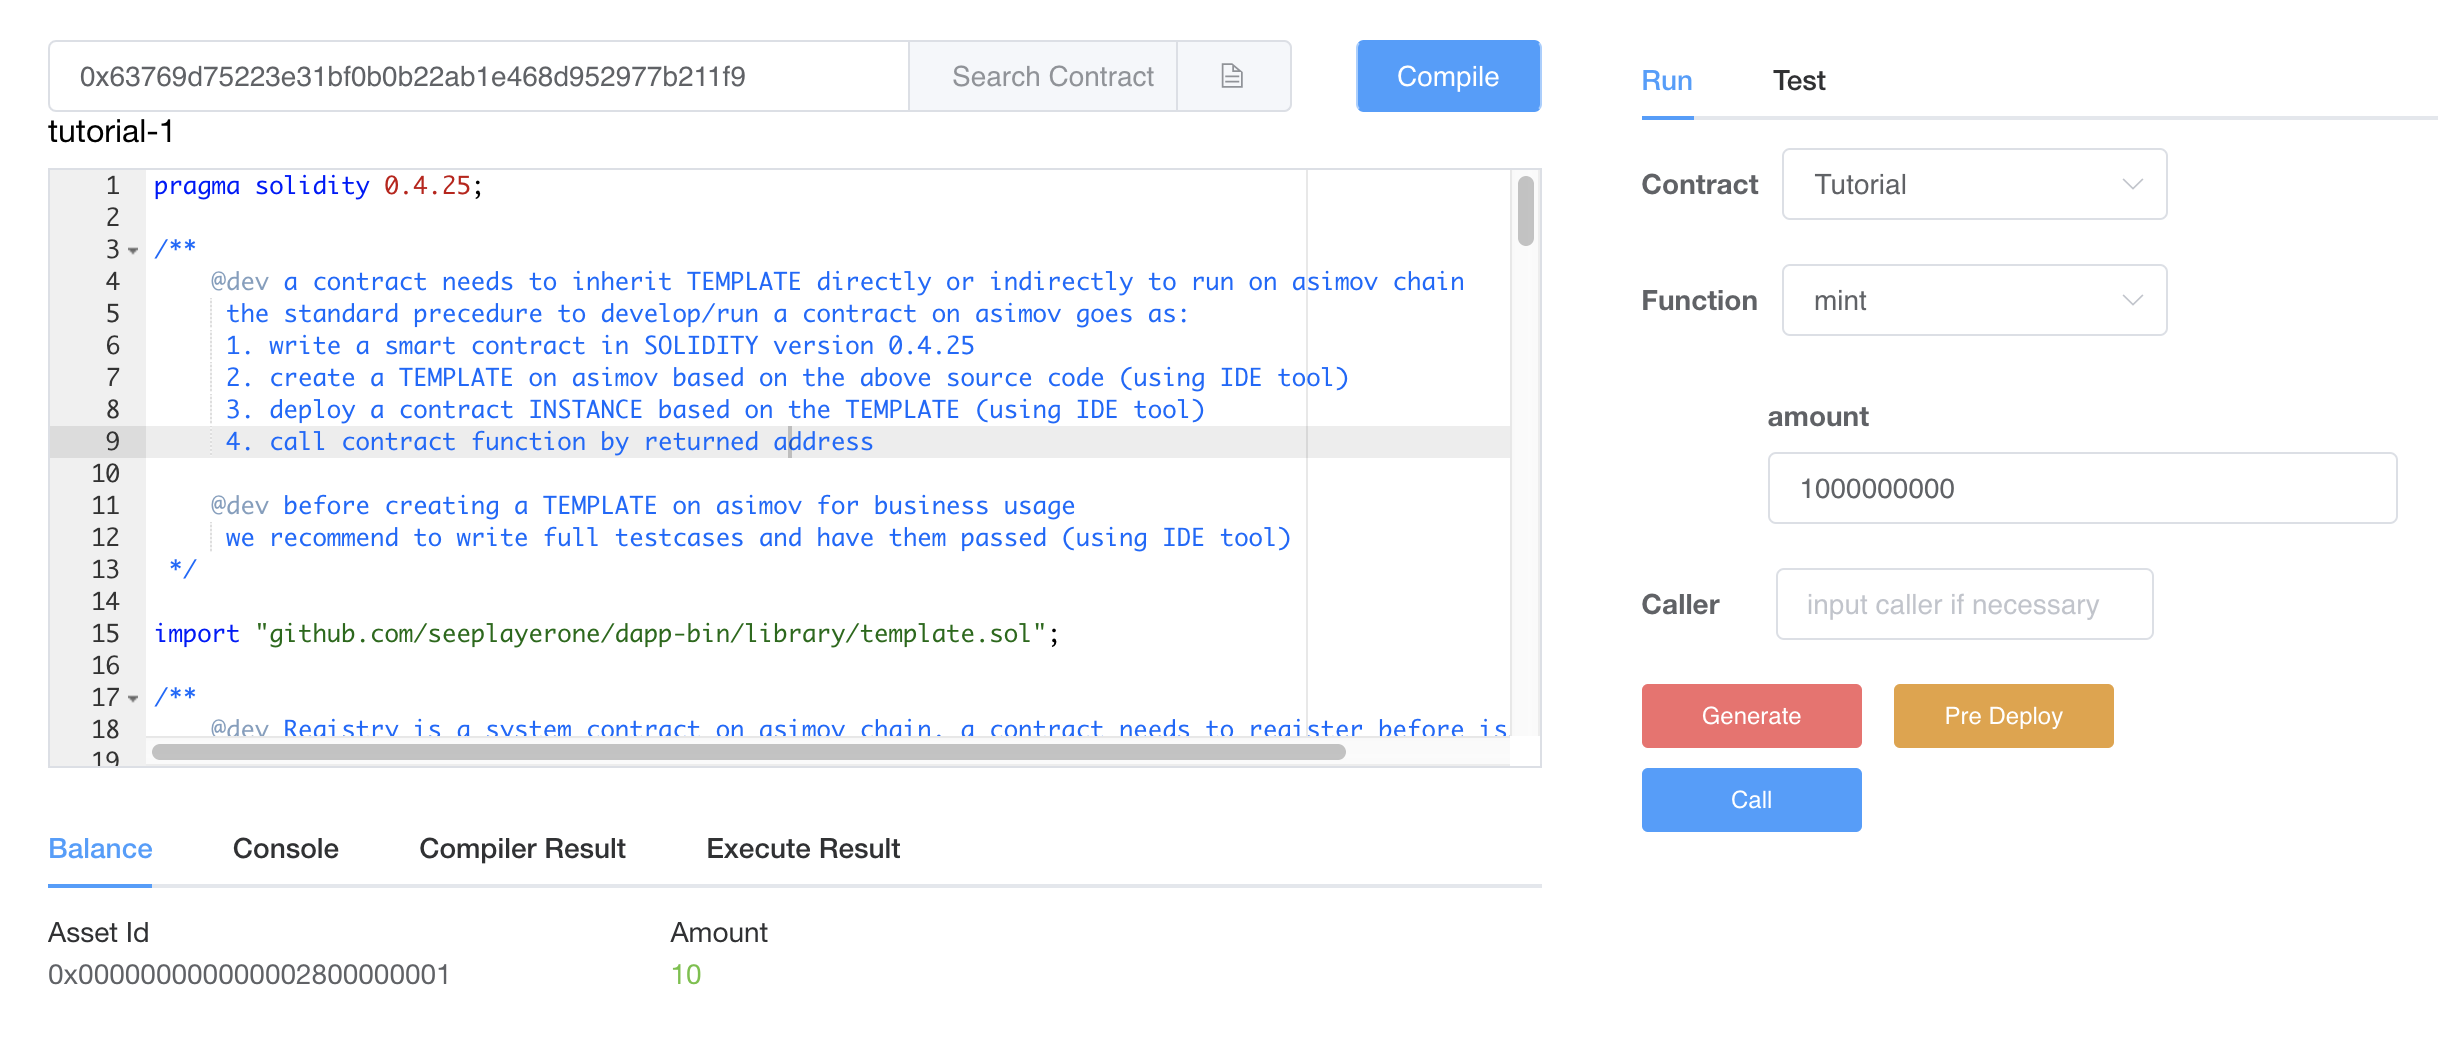 0x63769d75223e31bf0b0b22ab1e468d952977b211f9
Search Contract
Compile
tutorial-1
1 pragma solidity 0.4.25;
2
3 /**
4 @dev a contract needs to inherit TEMPLATE directly or indirectly to run on asimov chain
5 the standard precedure to develop/run a contract on asimov goes as:
6 1. write a smart contract in SOLIDITY version 0.4.25
7 2. create a TEMPLATE on asimov based on the above source code (using IDE tool)
8 3. deploy a contract INSTANCE based on the TEMPLATE (using IDE tool)
9 4. call contract function by returned address
10
11 @dev before creating a TEMPLATE on asimov for business usage
12 we recommend to write full testcases and have them passed (using IDE tool)
13 */
14
15 import "github.com/seeplayerone/dapp-bin/library/template.sol";
16
17 /**
18 @dev Registry is a system contract on asimov chain. a contract needs to register before is
19
Balance Console Compiler Result Execute Result
Asset Id Amount
0x000000000000002800000001 10
Run Test
Contract Tutorial
Function mint
amount
1000000000
Caller input caller if necessary
Generate Pre Deploy
Call